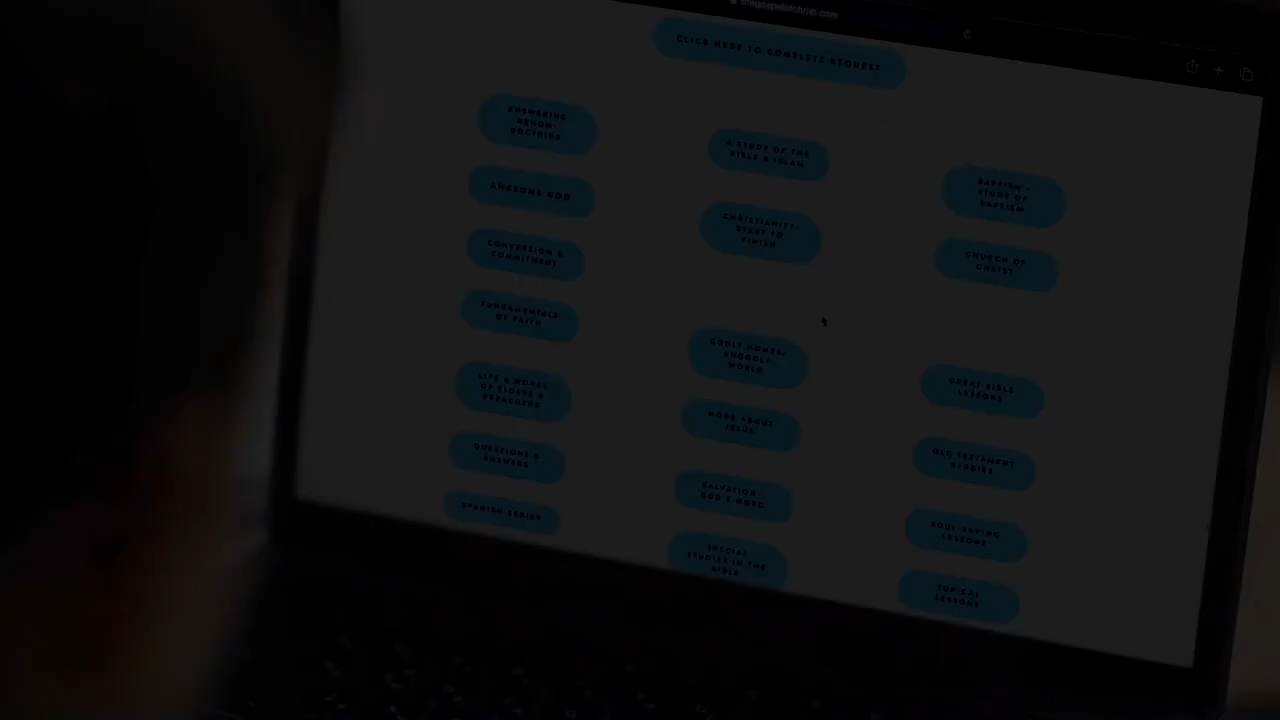 thegospelofchrist.com
CLICK HERE TO COMPLETE REQUEST
ANSWERING
DENOM.
DOCTRINE
A STUDY OF THE
BIBLE & ISLAM
BAPTISM -
STUDY OF
BAPTISM
AWESOME GOD
CHRISTIANITY:
START TO
FINISH
CHURCH OF
CHRIST
CONVERSION &
COMMITMENT
FUNDAMENTALS
OF FAITH
GODLY HOMES,
UNGODLY
WORLD
GREAT BIBLE
LESSONS
LIFE & WORKS
OF ELDERS &
PREACHERS
MORE ABOUT
JESUS
OLD TESTAMENT
STUDIES
QUESTIONS &
ANSWERS
SALVATION
GOD'S WORD
SOUL-SAVING
LESSONS
SPANISH SERIES
SPECIAL
STUDIES IN THE
BIBLE
TOPICAL
LESSONS